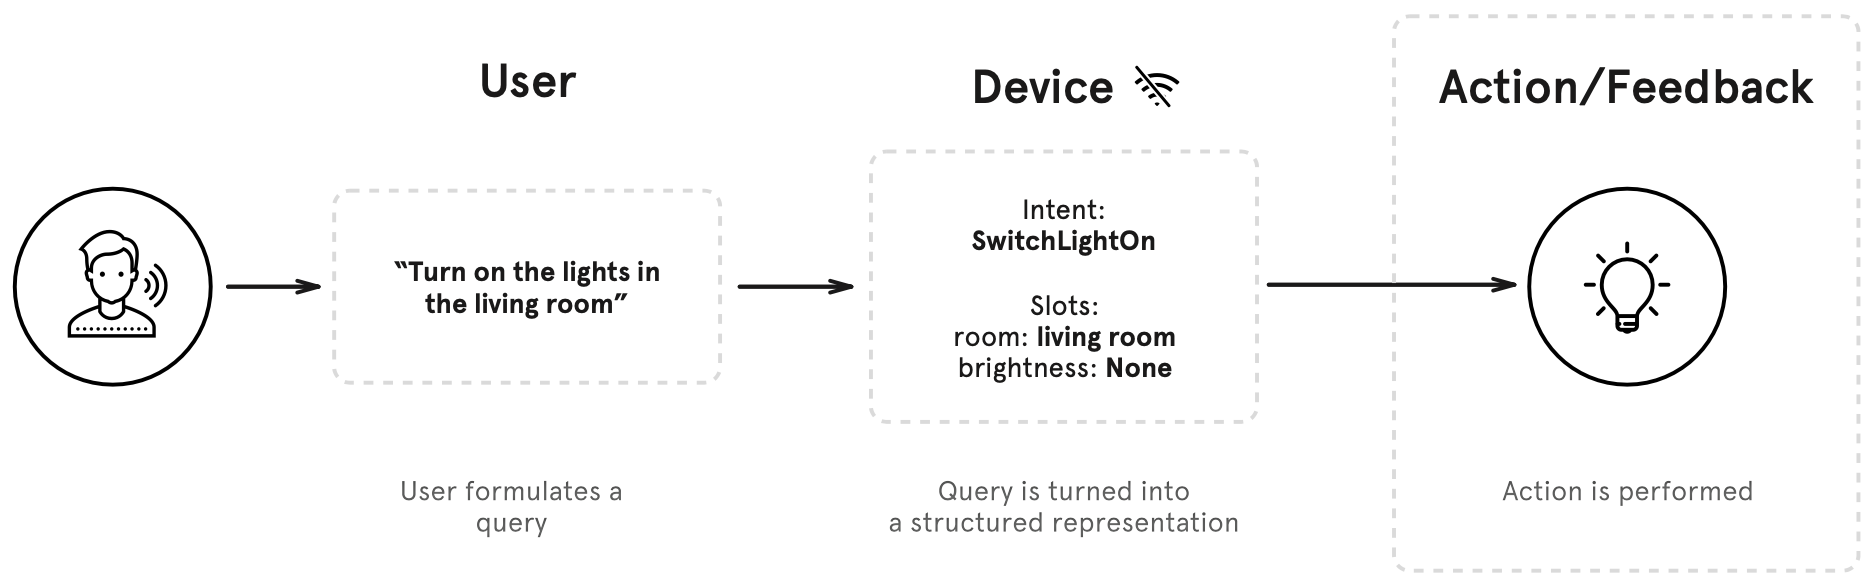 User
“Turn on the lights in
the living room”
User formulates a
query
Device
Intent:
SwitchLightOn
Slots:
room: living room
brightness: None
Query is turned into
a structured representation
Action/Feedback
Action is performed